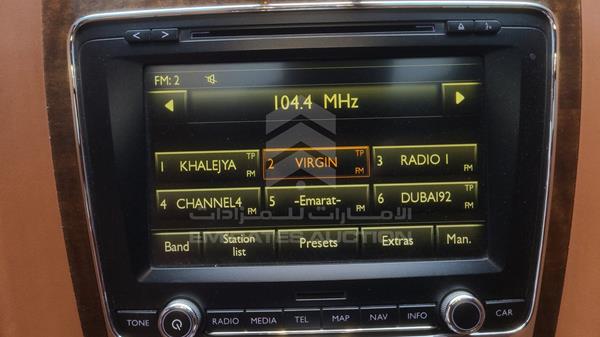 FM: 2
104.4 MHz
1 KHALEJYA TP FM
2 VIRGIN TP FM
3 RADIO 1 FM
4 CHANNEL4 FM
5 -Emarat- FM
6 DUBAI92 FM
الامارات للمزادات
EMIRATES AUCTION
Band
Station list
Presets
Extras
Man.
TONE
RADIO
MEDIA
TEL
MAP
NAV
INFO
CAR